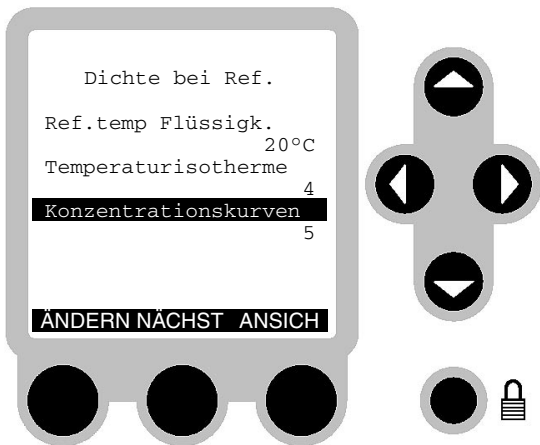 Dichte bei Ref.
Ref.temp Flüssigk.
20°C
Temperaturisotherme
4
Konzentrationskurven
5
ÄNDERN NÄCHST ANSICH